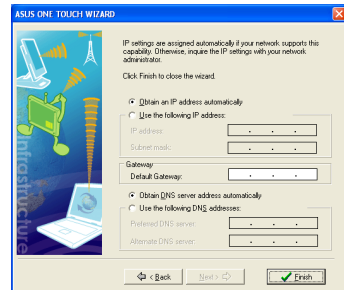 ASUS ONE TOUCH WIZARD
IP settings are assigned automatically if your network supports this
capability. Otherwise, inquire the IP settings with your network
administrator.
Click Finish to close the wizard.
Obtain an IP address automatically
Use the following IP address:
IP address:
Subnet mask:
Gateway
Default Gateway:
Obtain DNS server address automatically
Use the following DNS addresses:
Preferred DNS server:
Alternate DNS server:
Infrastructure
< Back
Next >
Finish